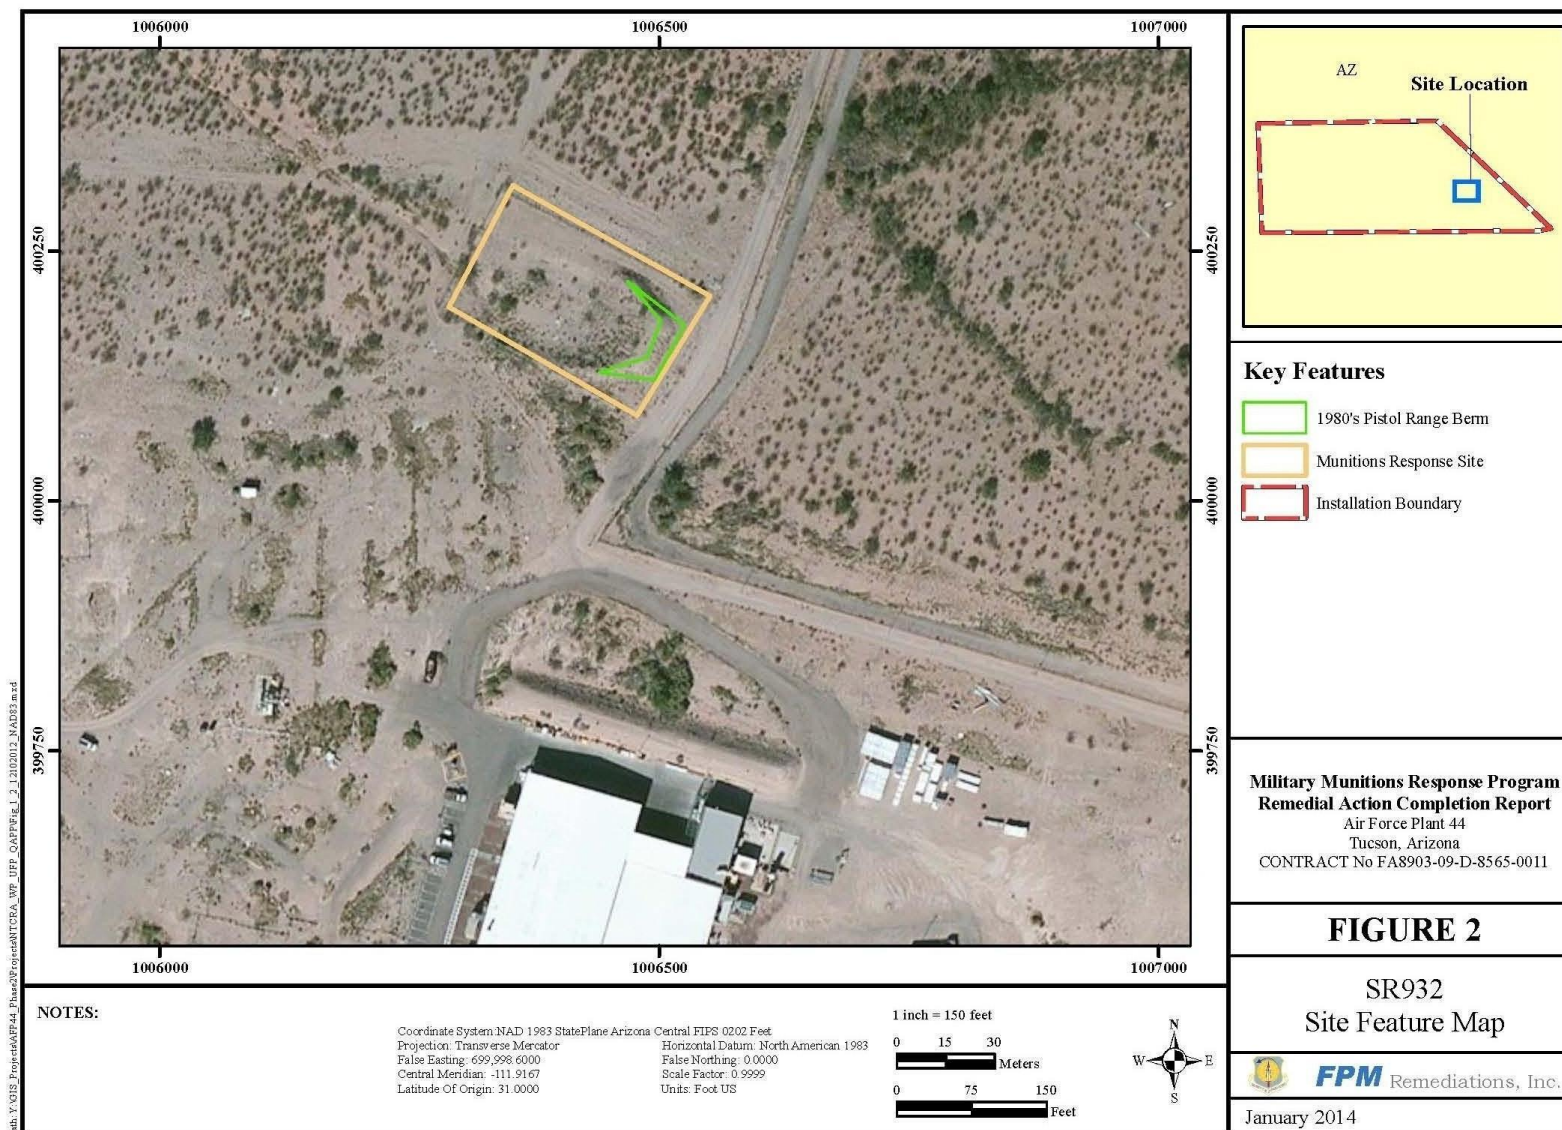 1006000 1006500 1007000
400250
400000
399750
400250
400000
399750
1006000 1006500 1007000
AZ
Site Location
Key Features
1980's Pistol Range Berm
Munitions Response Site
Installation Boundary
Military Munitions Response Program
Remedial Action Completion Report
Air Force Plant 44
Tucson, Arizona
CONTRACT No FA8903-09-D-8565-0011
FIGURE 2
SR932
Site Feature Map
FPM Remediations, Inc.
January 2014
NOTES:
Coordinate System:NAD 1983 StatePlane Arizona Central FIPS 0202 Feet
Projection: Transverse Mercator Horizontal Datum: North American 1983
False Easting: 699,998.6000 False Northing: 0.0000
Central Meridian: -111.9167 Scale Factor: 0.9999
Latitude Of Origin: 31.0000 Units: Foot US
1 inch = 150 feet
0 15 30
Meters
0 75 150
Feet
N
W E
S